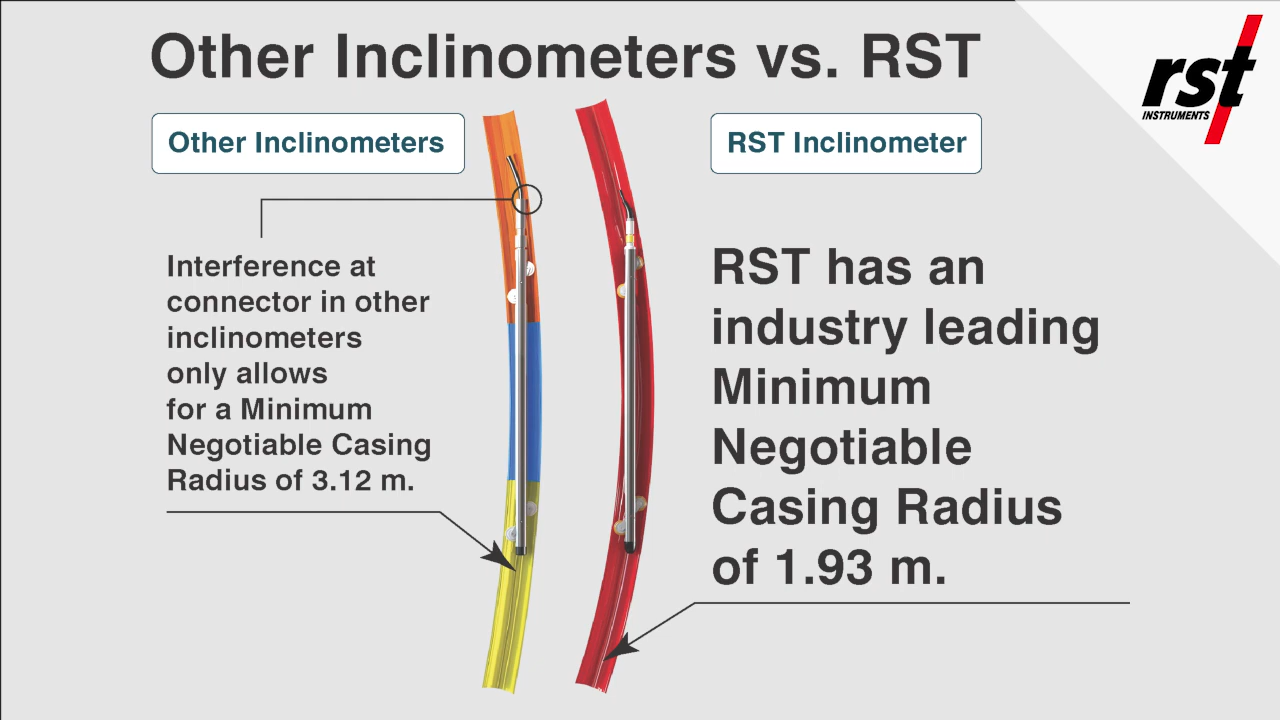 Other Inclinometers vs. RST
rst
INSTRUMENTS
Other Inclinometers
RST Inclinometer
Interference at
connector in other
inclinometers
only allows
for a Minimum
Negotiable Casing
Radius of 3.12 m.
RST has an
industry leading
Minimum
Negotiable
Casing Radius
of 1.93 m.